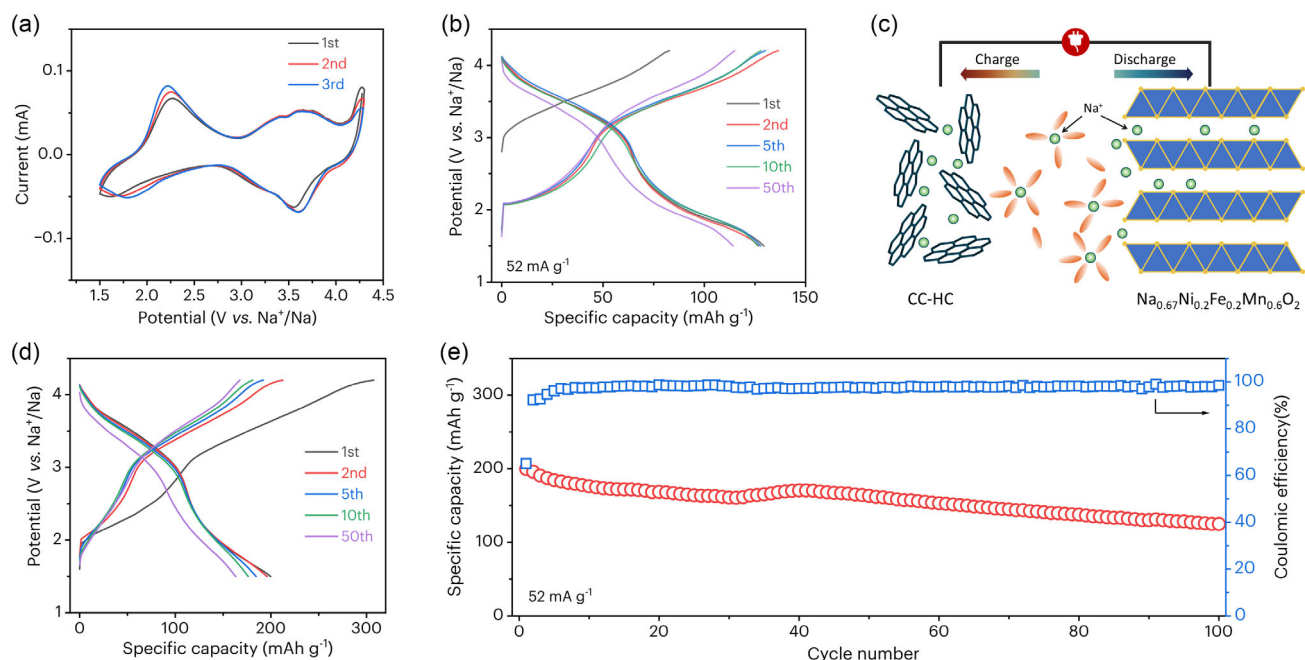 (a)
1st
2nd
3rd
0.1
0.0
−0.1
Current (mA)
1.5 2.0 2.5 3.0 3.5 4.0 4.5
Potential (V vs. Na⁺/Na)
(b)
1st
2nd
5th
10th
50th
4
3
2
1
Potential (V vs. Na⁺/Na)
52 mA g⁻¹
0 50 100 150
Specific capacity (mAh g⁻¹)
(c)
Charge
Discharge
Na⁺
CC-HC
Na₀.₆₇Ni₀.₂Fe₀.₂Mn₀.₆O₂
(d)
1st
2nd
5th
10th
50th
4
3
2
1
Potential (V vs. Na⁺/Na)
0 100 200 300
Specific capacity (mAh g⁻¹)
(e)
300
200
100
0
Specific capacity (mAh g⁻¹)
52 mA g⁻¹
100
80
60
40
20
0
Coulomic efficiency(%)
0 20 40 60 80 100
Cycle number